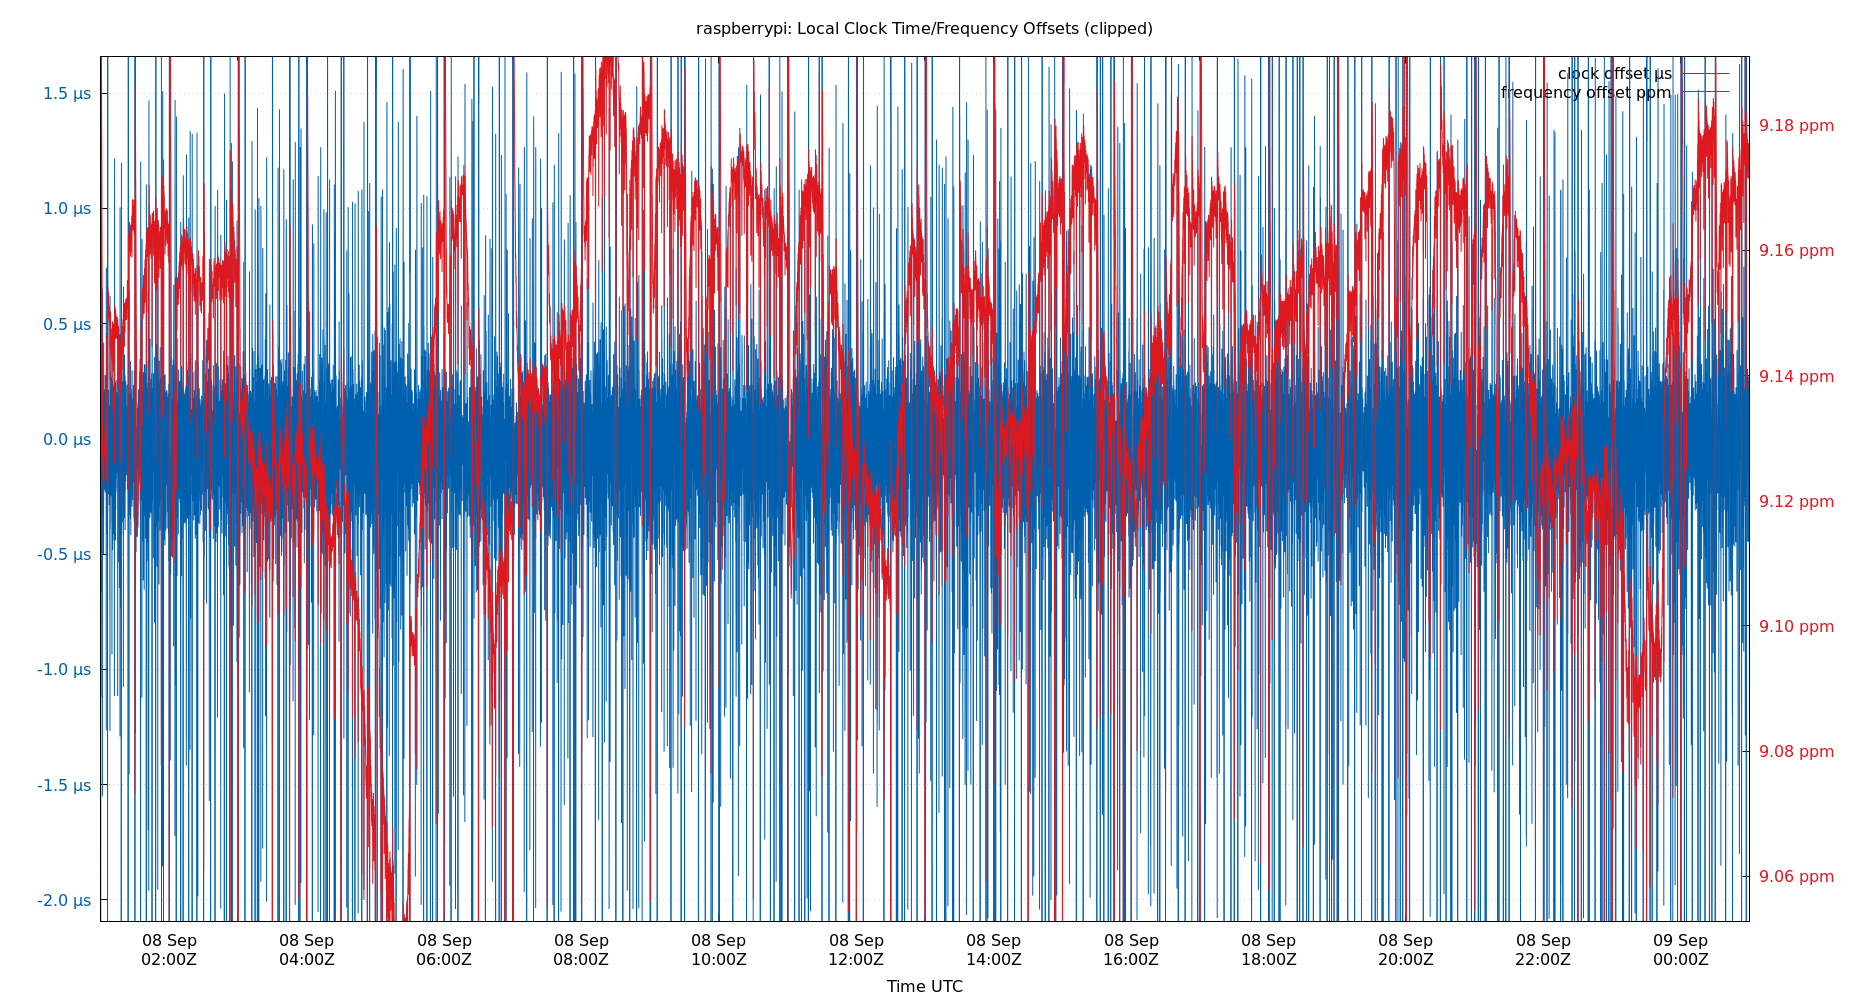 raspberrypi: Local Clock Time/Frequency Offsets (clipped)
clock offset µs
frequency offset ppm
1.5 µs
1.0 µs
0.5 µs
0.0 µs
-0.5 µs
-1.0 µs
-1.5 µs
-2.0 µs
9.18 ppm
9.16 ppm
9.14 ppm
9.12 ppm
9.10 ppm
9.08 ppm
9.06 ppm
08 Sep 08 Sep 08 Sep 08 Sep 08 Sep 08 Sep 08 Sep 08 Sep 08 Sep 08 Sep 08 Sep 09 Sep
02:00Z 04:00Z 06:00Z 08:00Z 10:00Z 12:00Z 14:00Z 16:00Z 18:00Z 20:00Z 22:00Z 00:00Z
Time UTC